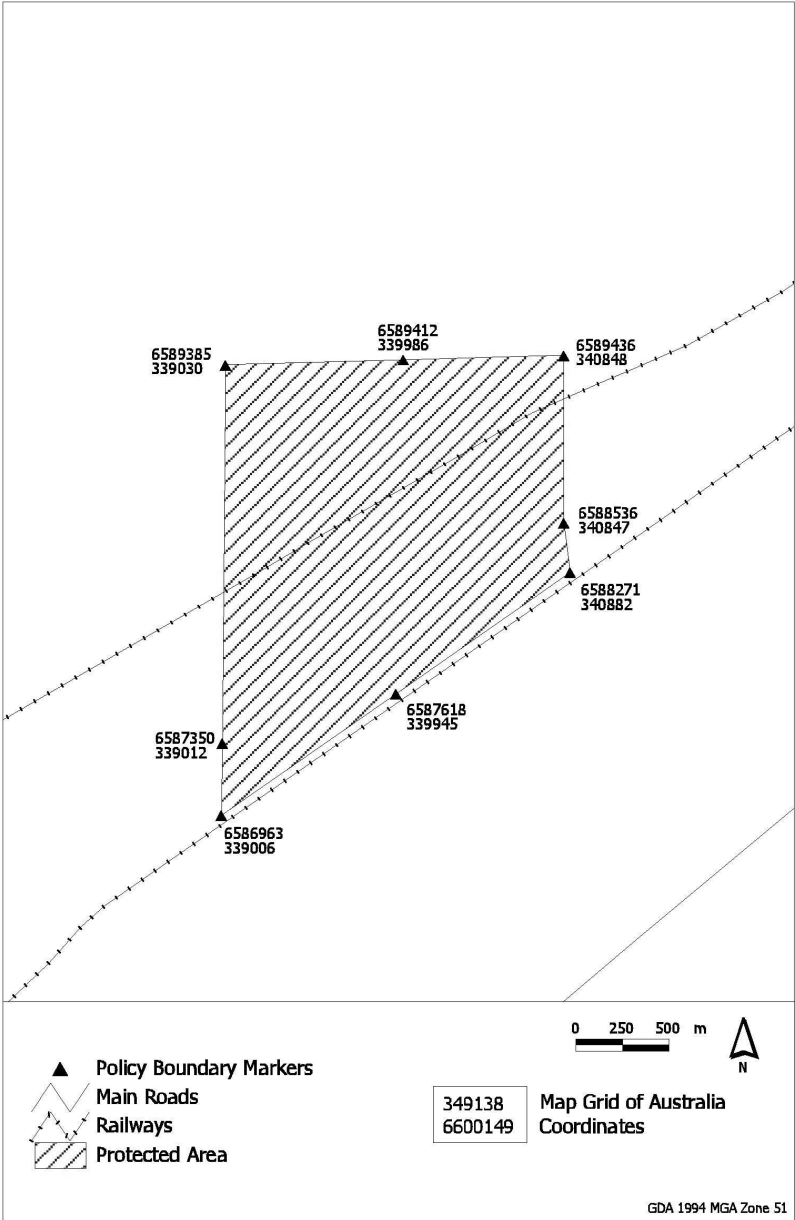 6589412
339986
6589436
340848
6589385
339030
6588536
340847
6588271
340882
6587618
339945
6587350
339012
6586963
339006
0 250 500 m
N
Policy Boundary Markers
Main Roads
Railways
Protected Area
349138
6600149
Map Grid of Australia
Coordinates
GDA 1994 MGA Zone 51